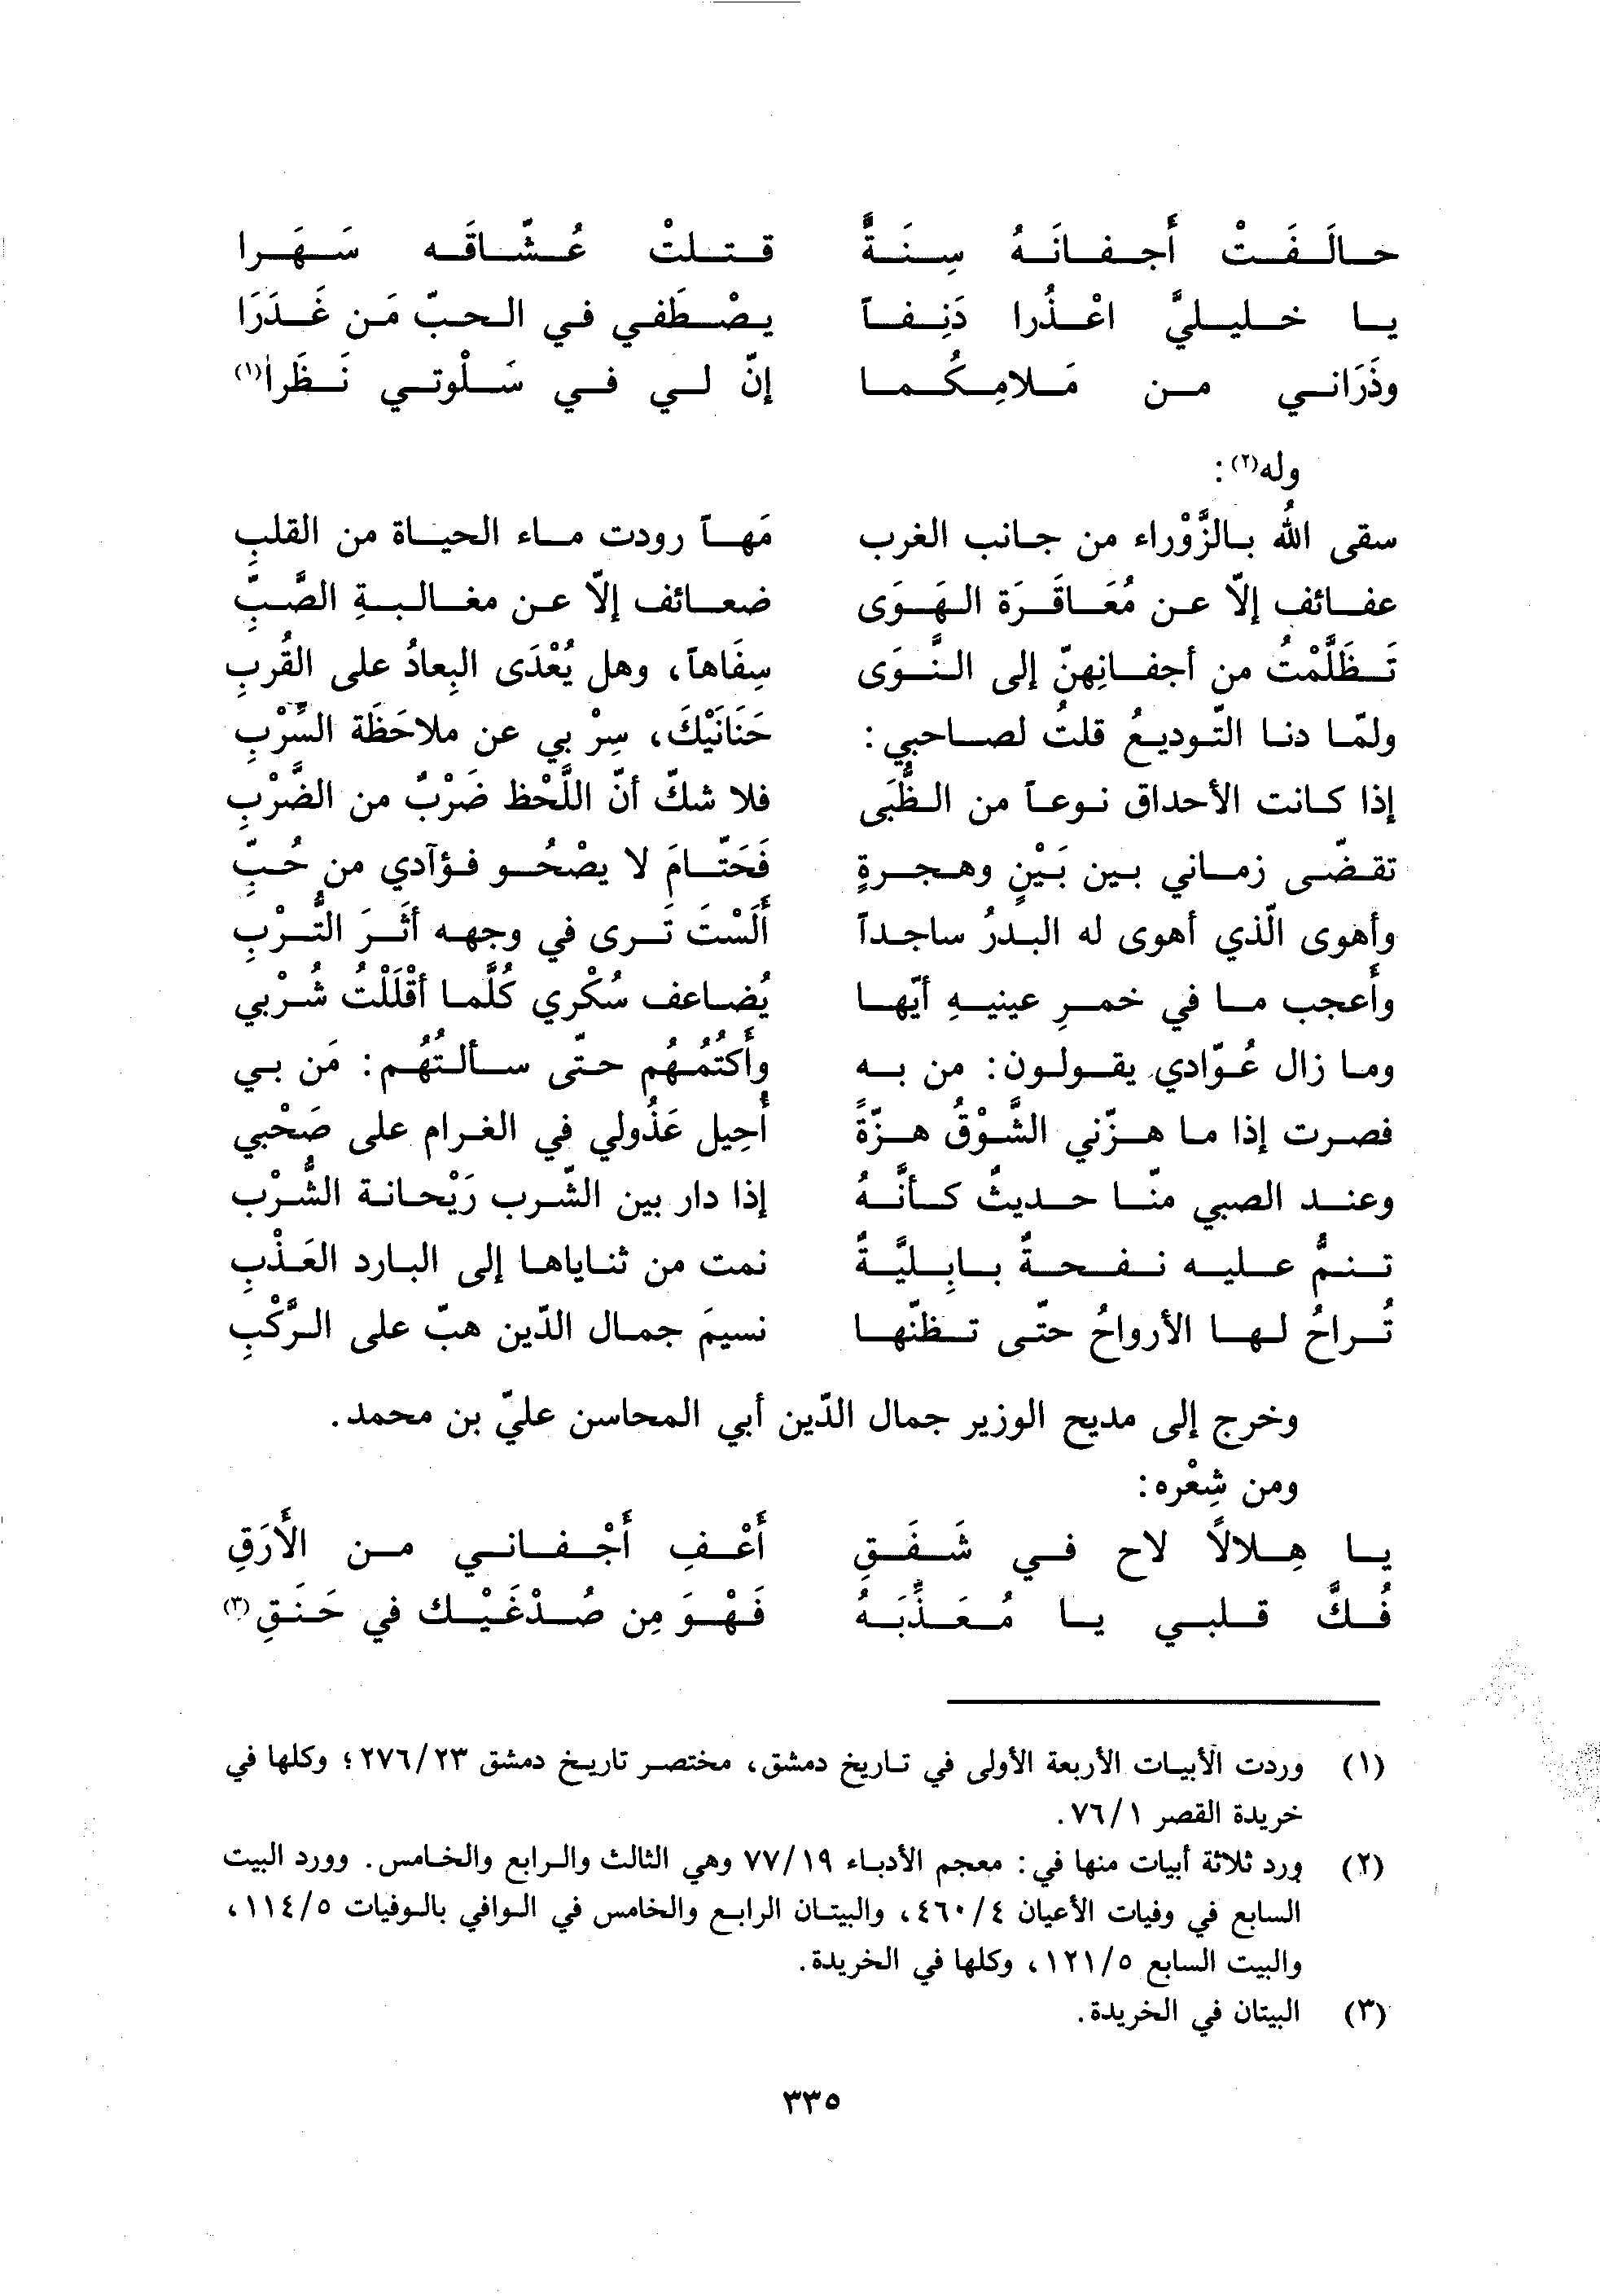 حالَفَتْ أَجفانَهُ سِنَةٌ قتلتْ عُشّاقَه سَهَرا
يا خليليَّ اعْذُرا دَنِفاً يصْطَفي في الحبّ مَن غَدَرَا
وذَرَاني من مَلامِكُما إنّ لي في سَلْوتي نَظَرا(١)
وله(٢):
سقى اللهُ بالزَّوْراء من جانب الغرب مَهاً رودت ماء الحياة من القلبِ
عفائف إلاّ عن مُعَاقَرَة الهَوَى ضعائف إلاّ عن مغالبةِ الصَّبِّ
تَظَلَّمْتُ من أجفانِهنّ إلى النَّوَى سِفَاهاً، وهل يُعْدَى البِعادُ على القُربِ
ولمّا دنا التّوديعُ قلتُ لصاحبي: حَنَانَيْكَ، سِرْ بي عن ملاحَظَة السِّرْبِ
إذا كانت الأحداق نوعاً من الظُّبَى فلا شكّ أنّ اللَّحْظ ضَرْبٌ من الضَّرْبِ
تقضّى زماني بين بَيْنٍ وهجرةٍ فَحَتّامَ لا يصْحُو فؤآدي من حُبِّ
وأهوى الّذي أهوى له البدرُ ساجداً أَلَسْتَ تَرى في وجهه أثَرَ التُّرْبِ
وأَعجب ما في خمرِ عينيهِ أيّها يُضاعف سُكْري كُلَّما أقْلَلْتُ شُرْبي
وما زال عُوّادي يقولون: من به وأَكتُمُهُم حتّى سألتُهُم: مَن بي
فصرت إذا ما هزّني الشَّوْقُ هزّةً أُحِيل عَذُولي في الغرام على صَحْبي
وعند الصبي منّا حديثٌ كأنَّهُ إذا دار بين الشّرب رَيْحانة الشُّرْب
تنمُّ عليه نفحةٌ بابِليَّةٌ نمت من ثناياها إلى البارد العَذْبِ
تُراحُ لها الأرواحُ حتّى تظنّها نسيمَ جمال الدّين هبّ على الرَّكْبِ
وخرج إلى مديح الوزير جمال الدّين أبي المحاسن عليّ بن محمد.
ومن شِعْره:
يا هِلالاً لاح في شَفَقِ أَعْفِ أَجْفاني من الأَرَقِ
فُكَّ قلبي يا مُعَذِّبَهُ فَهْوَ مِن صُدْغَيْك في حَنَقِ(٣)
(١) وردت الأبيات الأربعة الأولى في تاريخ دمشق، مختصر تاريخ دمشق ٢٧٦/٢٣؛ وكلها في
خريدة القصر ٧٦/١.
(٢) ورد ثلاثة أبيات منها في: معجم الأدباء ٧٧/١٩ وهي الثالث والرابع والخامس. وورد البيت
السابع في وفيات الأعيان ٤٦٠/٤، والبيتان الرابع والخامس في الوافي بالوفيات ١١٤/٥،
والبيت السابع ١٢١/٥، وكلها في الخريدة.
(٣) البيتان في الخريدة.
٣٣٥